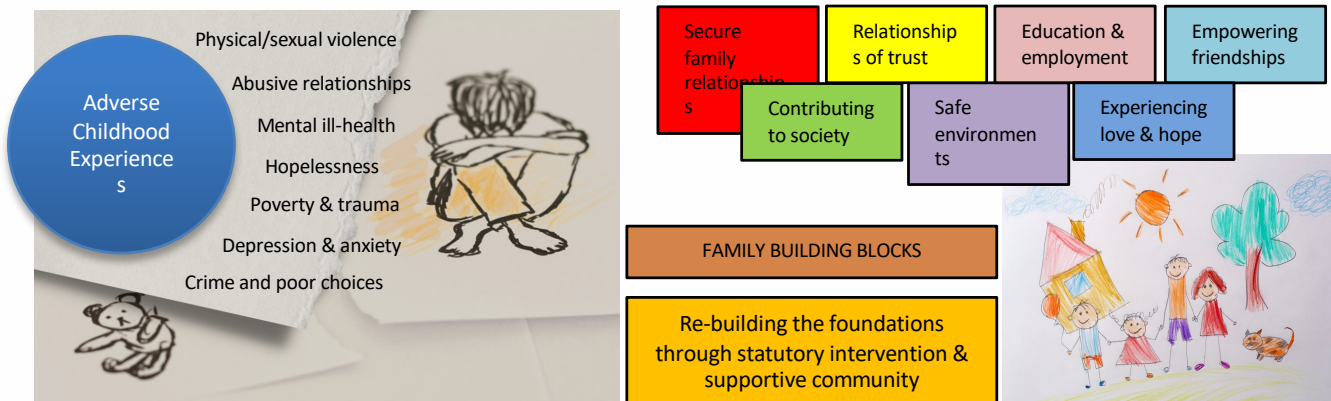 Adverse
Childhood
Experience
s
Physical/sexual violence
Abusive relationships
Mental ill-health
Hopelessness
Poverty & trauma
Depression & anxiety
Crime and poor choices
Secure
family
relationship
s
Relationship
s of trust
Education &
employment
Empowering
friendships
Contributing
to society
Safe
environmen
ts
Experiencing
love & hope
FAMILY BUILDING BLOCKS
Re-building the foundations
through statutory intervention &
supportive community